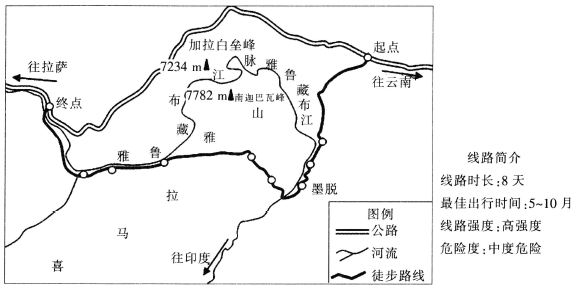 加拉白垒峰
7234 m
起点
往拉萨
往云南
脉
雅
鲁
藏
布
江
7782 m
南迦巴瓦峰
山
江
布
藏
鲁
雅
终点
雅
拉
马
喜
墨脱
往印度
图例
公路
河流
徒步路线
线路简介
线路时长:8 天
最佳出行时间:5~10 月
线路强度:高强度
危险度:中度危险